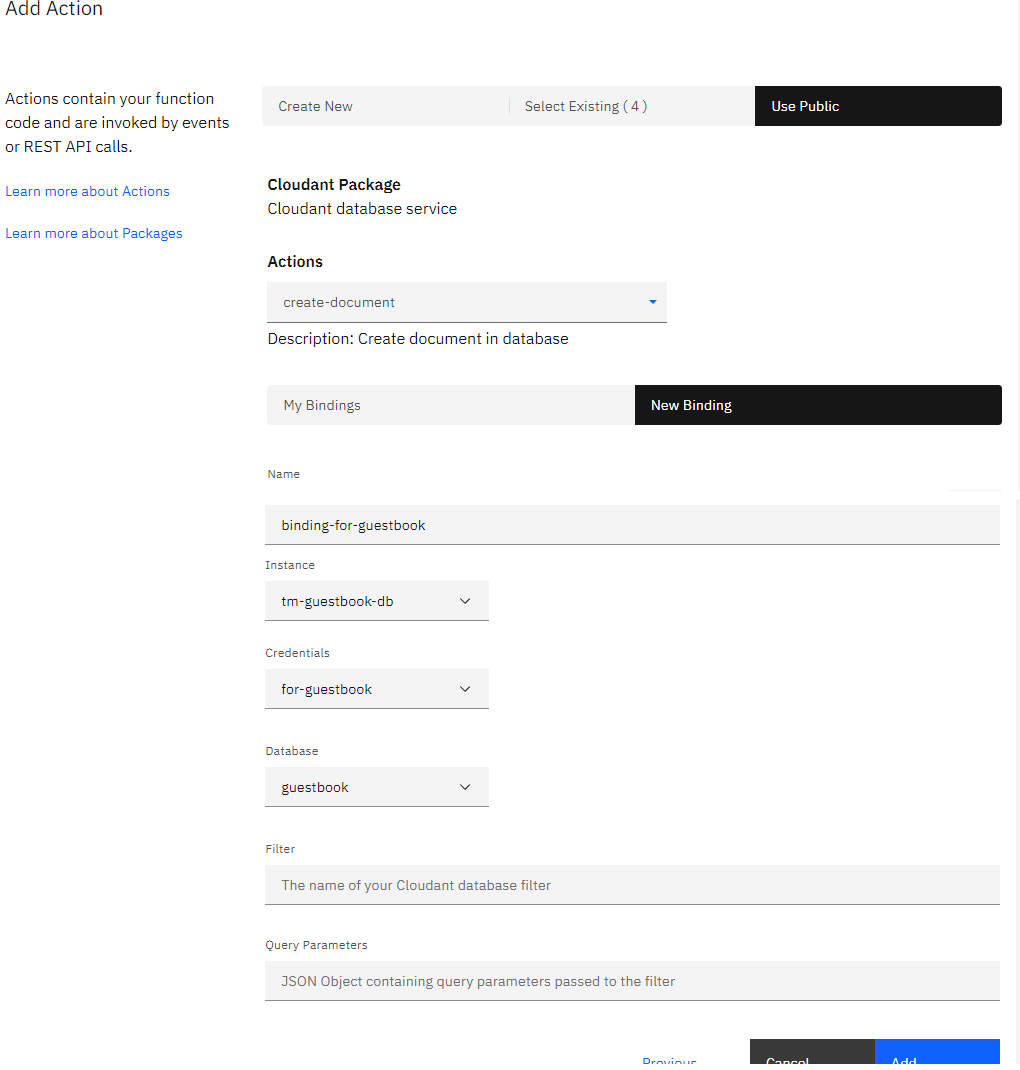 Add Action
Actions contain your function
code and are invoked by events
or REST API calls.
Learn more about Actions
Learn more about Packages
Create New
Select Existing ( 4 )
Use Public
Cloudant Package
Cloudant database service
Actions
create-document
Description: Create document in database
My Bindings
New Binding
Name
binding-for-guestbook
Instance
tm-guestbook-db
Credentials
for-guestbook
Database
guestbook
Filter
The name of your Cloudant database filter
Query Parameters
JSON Object containing query parameters passed to the filter
Previous
Cancel
Add